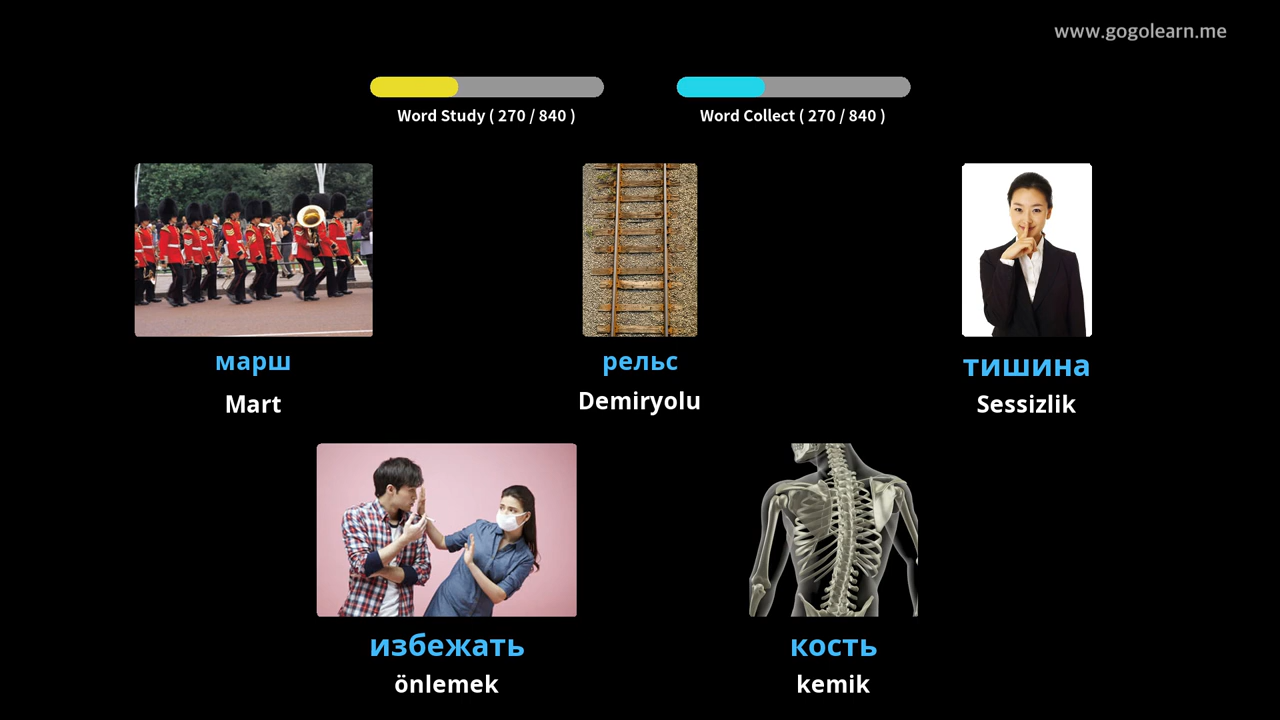 www.gogolearn.me
Word Study ( 270 / 840 )
Word Collect ( 270 / 840 )
марш
Mart
рельс
Demiryolu
тишина
Sessizlik
избежать
önlemek
кость
kemik